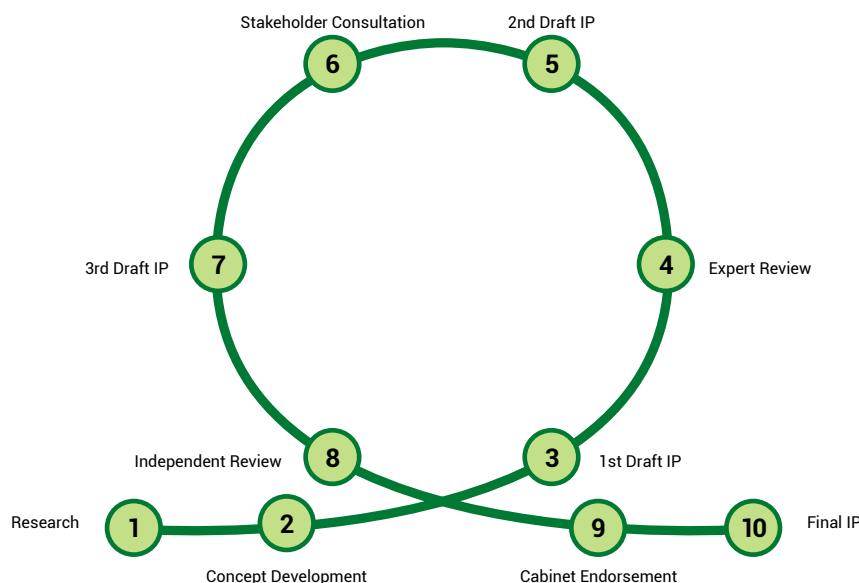 Stakeholder Consultation
2nd Draft IP
6
5
3rd Draft IP
7
4
Expert Review
Independent Review
8
3
1st Draft IP
Research
1
2
9
10
Final IP
Concept Development
Cabinet Endorsement